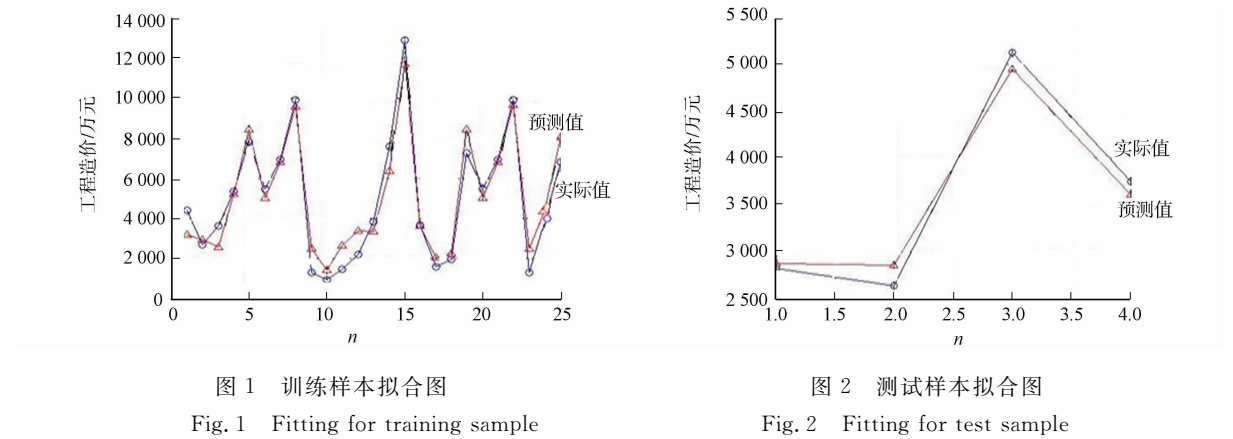 14 000
12 000
10 000
8 000
6 000
4 000
2 000
0
工程造价/万元
预测值
实际值
0 5 10 15 20 25
n
图 1 训练样本拟合图
Fig. 1 Fitting for training sample
5 500
5 000
4 500
4 000
3 500
3 000
2 500
工程造价/万元
实际值
预测值
1.0 1.5 2.0 2.5 3.0 3.5 4.0
n
图 2 测试样本拟合图
Fig. 2 Fitting for test sample